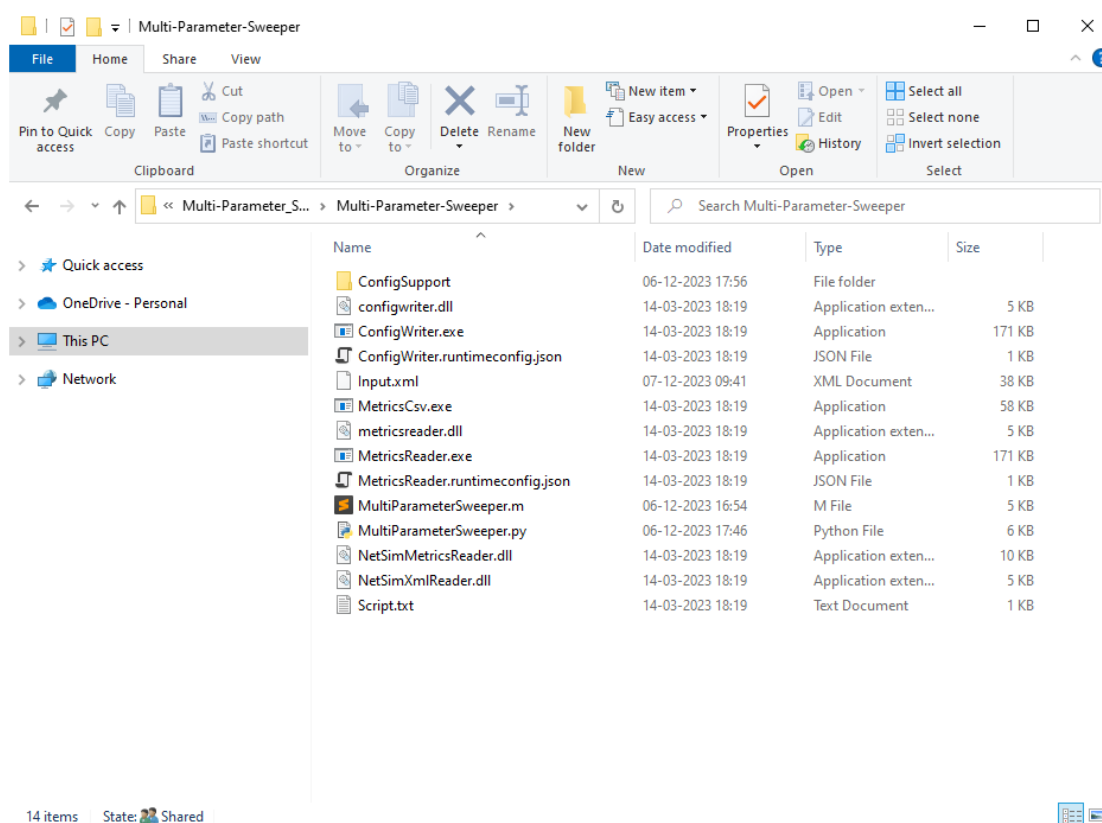 Multi-Parameter-Sweeper
File Home Share View
Pin to Quick access
Copy
Paste
Cut
Copy path
Paste shortcut
Clipboard
Move to
Copy to
Delete
Rename
Organize
New folder
New item
Easy access
New
Properties
Open
Edit
History
Open
Select all
Select none
Invert selection
Select
« Multi-Parameter_S... › Multi-Parameter-Sweeper ›
Search Multi-Parameter-Sweeper
Quick access
OneDrive - Personal
This PC
Network
Name Date modified Type Size
ConfigSupport 06-12-2023 17:56 File folder
configwriter.dll 14-03-2023 18:19 Application exten... 5 KB
ConfigWriter.exe 14-03-2023 18:19 Application 171 KB
ConfigWriter.runtimeconfig.json 14-03-2023 18:19 JSON File 1 KB
Input.xml 07-12-2023 09:41 XML Document 38 KB
MetricsCsv.exe 14-03-2023 18:19 Application 58 KB
metricsreader.dll 14-03-2023 18:19 Application exten... 5 KB
MetricsReader.exe 14-03-2023 18:19 Application 171 KB
MetricsReader.runtimeconfig.json 14-03-2023 18:19 JSON File 1 KB
MultiParameterSweeper.m 06-12-2023 16:54 M File 5 KB
MultiParameterSweeper.py 06-12-2023 17:46 Python File 6 KB
NetSimMetricsReader.dll 14-03-2023 18:19 Application exten... 10 KB
NetSimXmlReader.dll 14-03-2023 18:19 Application exten... 5 KB
Script.txt 14-03-2023 18:19 Text Document 1 KB
14 items State: Shared